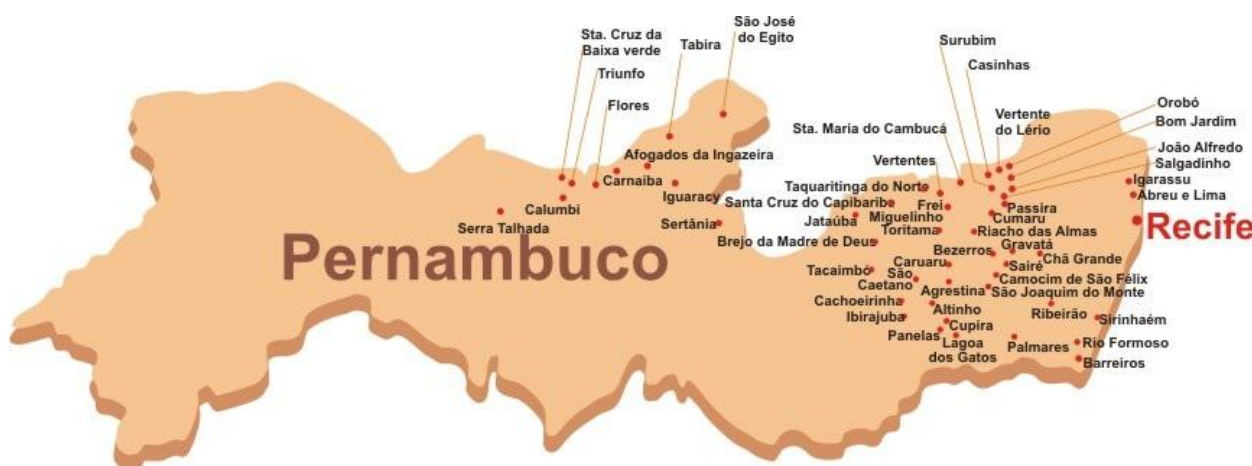 São José
do Egito
Sta. Cruz da
Baixa verde
Tabira
Surubim
Casinhas
Triunfo
Flores
Orobó
Vertente
do Lério
Bom Jardim
Sta. Maria do Cambucá
João Alfredo
Afogados da Ingazeira
Vertentes
Salgadinho
Carnaíba
Igarassu
Taquaritinga do Norte
Iguaracy
Abreu e Lima
Santa Cruz do Capibaribe
Frei
Miguelinho
Passira
Calumbi
Cumaru
Jataúba
Recife
Serra Talhada
Sertânia
Toritama
Riacho das Almas
Brejo da Madre de Deus
Gravatá
Bezerros
Pernambuco
Chã Grande
Caruaru
Sairé
Tacaimbó
São
Caetano
Camocim de São Félix
Agrestina
São Joaquim do Monte
Cachoeirinha
Altinho
Ribeirão
Ibirajuba
Sirinhaém
Cupira
Panelas
Lagoa
dos Gatos
Palmares
Rio Formoso
Barreiros